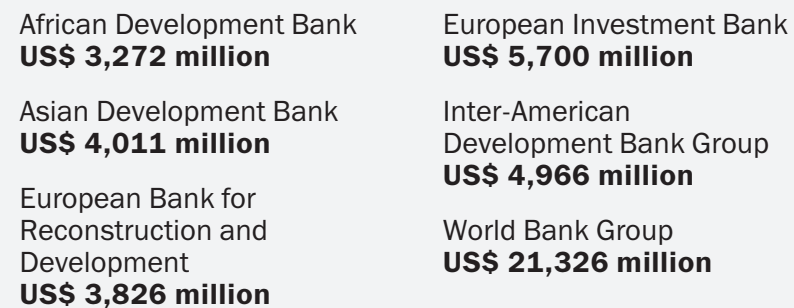 African Development Bank
US$ 3,272 million
Asian Development Bank
US$ 4,011 million
European Bank for
Reconstruction and
Development
US$ 3,826 million
European Investment Bank
US$ 5,700 million
Inter-American
Development Bank Group
US$ 4,966 million
World Bank Group
US$ 21,326 million